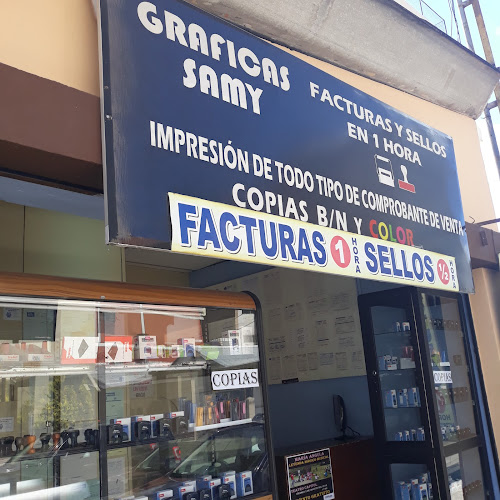 GRAFICAS
SAMY
FACTURAS Y SELLOS
EN 1 HORA
IMPRESIÓN DE TODO TIPO DE COMPROBANTE DE VENTA
COPIAS B/N Y COLOR
FACTURAS 1 HORA SELLOS 1/2 HORA
COPIAS
COPIAS